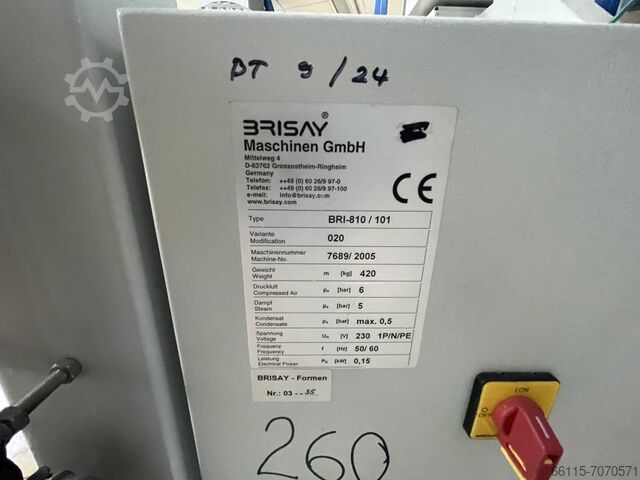 DT 9/24
BRISAY®
Maschinen GmbH
Mittelweg 4
D-63762 Grossostheim-Ringheim
Germany
Telefon: ++49 (0) 60 26/9 97-0
Telefax: ++49 (0) 60 26/9 97-100
e-mail: info@brisay.com
www.brisay.com
CE
Type BRI-810 / 101
Variante
Modification 020
Maschinennummer
Machine-No. 7689/ 2005
Gewicht
Weight m [kg] 420
Druckluft
Compressed Air [bar] 6
Dampf
Steam [bar] 5
Kondensat
Condensate [bar] max. 0,5
Spannung
Voltage [V] 230 1P/N/PE
Frequenz
Frequency f [Hz] 50/ 60
Leistung
Electrical Power [kW] 0,15
BRISAY - Formen
Nr.: 03 - - 35
I ON
O OFF
260
66115-7070571